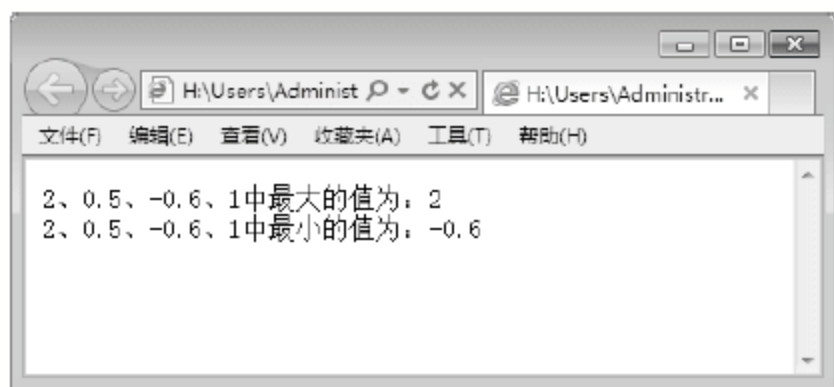 H:\Users\Administ
H:\Users\Administr...
文件(F) 编辑(E) 查看(V) 收藏夹(A) 工具(T) 帮助(H)
2、0.5、-0.6、1中最大的值为：2
2、0.5、-0.6、1中最小的值为：-0.6